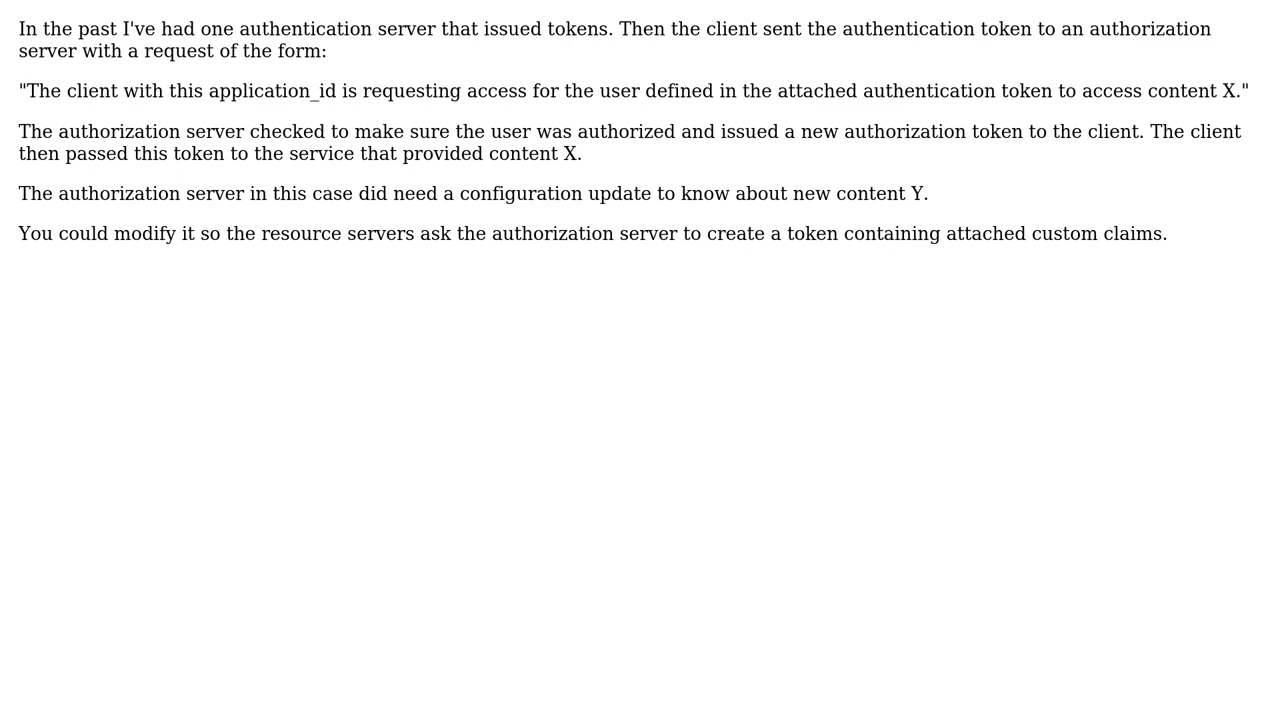 In the past I've had one authentication server that issued tokens. Then the client sent the authentication token to an authorization
server with a request of the form:
"The client with this application_id is requesting access for the user defined in the attached authentication token to access content X."
The authorization server checked to make sure the user was authorized and issued a new authorization token to the client. The client
then passed this token to the service that provided content X.
The authorization server in this case did need a configuration update to know about new content Y.
You could modify it so the resource servers ask the authorization server to create a token containing attached custom claims.